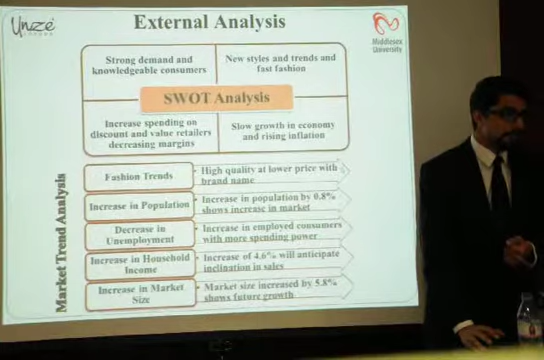 Unze
LONDON
External Analysis
Middlesex
University
Strong demand and
knowledgeable consumers
New styles and trends and
fast fashion
SWOT Analysis
Increase spending on
discount and value retailers
decreasing margins
Slow growth in economy
and rising inflation
Market Trend Analysis
Fashion Trends
• High quality at lower price with
brand name
Increase in Population
• Increase in population by 0.8%
shows increase in market
Decrease in
Unemployment
• Increase in employed consumers
with more spending power
Increase in Household
Income
• Increase of 4.6% will anticipate
inclination in sales
Increase in Market
Size
• Market size increased by 5.8%
shows future growth